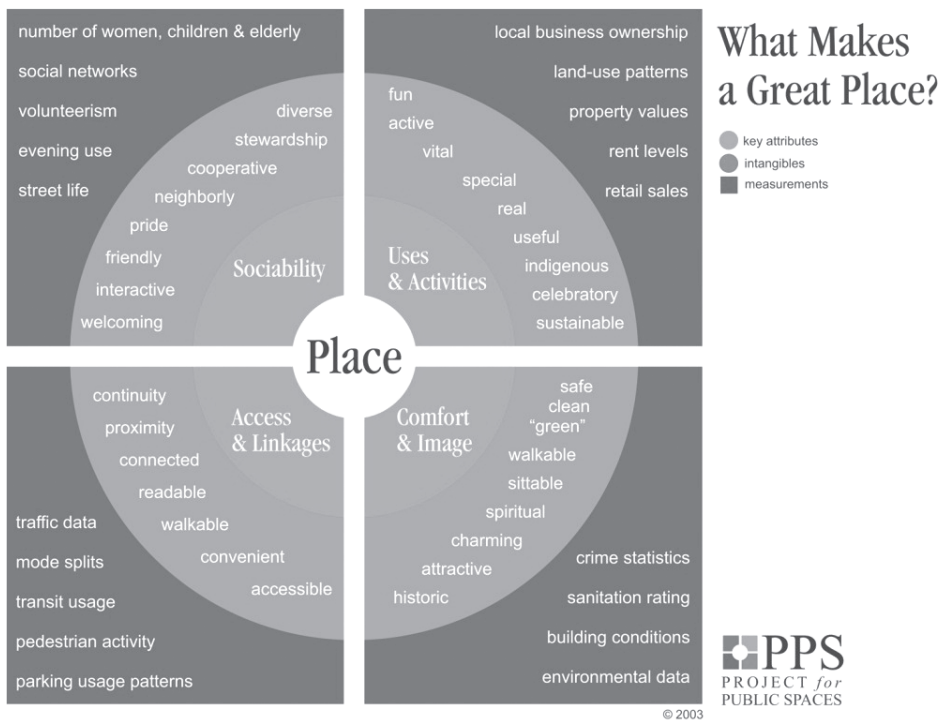 What Makes
a Great Place?
key attributes
intangibles
measurements
number of women, children & elderly
social networks
volunteerism
evening use
street life
diverse
stewardship
cooperative
neighborly
pride
friendly
interactive
welcoming
Sociability
local business ownership
land-use patterns
property values
rent levels
retail sales
fun
active
vital
special
real
useful
indigenous
celebratory
sustainable
Uses
& Activities
Place
continuity
proximity
connected
readable
walkable
convenient
accessible
Access
& Linkages
traffic data
mode splits
transit usage
pedestrian activity
parking usage patterns
Comfort
& Image
safe
clean
“green”
walkable
sittable
spiritual
charming
attractive
historic
crime statistics
sanitation rating
building conditions
environmental data
PPS
PROJECT for
PUBLIC SPACES
© 2003